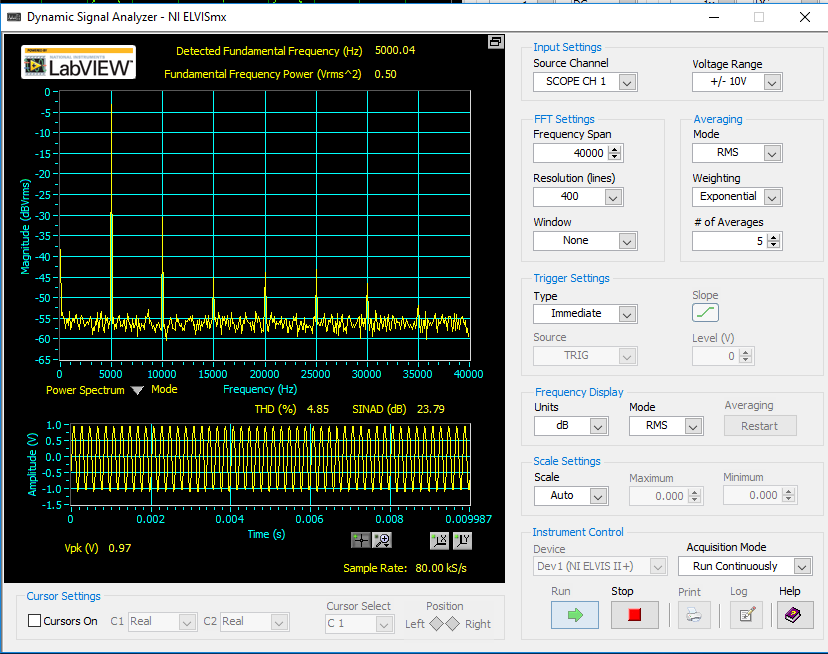 Dynamic Signal Analyzer - NI ELVISmx
POWERED BY
NATIONAL INSTRUMENTS
LabVIEW™
Detected Fundamental Frequency (Hz) 5000.04
Fundamental Frequency Power (Vrms^2) 0.50
Magnitude (dBVrms)
0
-5
-10
-15
-20
-25
-30
-35
-40
-45
-50
-55
-60
-65
0 5000 10000 15000 20000 25000 30000 35000 40000
Power Spectrum Mode Frequency (Hz)
THD (%) 4.85 SINAD (dB) 23.79
Amplitude (V)
1.0
0.5
0.0
-0.5
-1.0
-1.5
0 0.002 0.004 0.006 0.008 0.009987
Time (s)
Vpk (V) 0.97
X Y
Sample Rate: 80.00 kS/s
Cursor Settings
Cursors On C1 Real C2 Real
Cursor Select
C 1
Position
Left Right
Input Settings
Source Channel
SCOPE CH 1
Voltage Range
+/- 10V
FFT Settings
Frequency Span
40000
Resolution (lines)
400
Window
None
Averaging
Mode
RMS
Weighting
Exponential
# of Averages
5
Trigger Settings
Type
Immediate
Slope
Source
TRIG
Level (V)
0
Frequency Display
Units
dB
Mode
RMS
Averaging
Restart
Scale Settings
Scale
Auto
Maximum
0.000
Minimum
0.000
Instrument Control
Device
Dev1 (NI ELVIS II+)
Acquisition Mode
Run Continuously
Run Stop Print Log Help